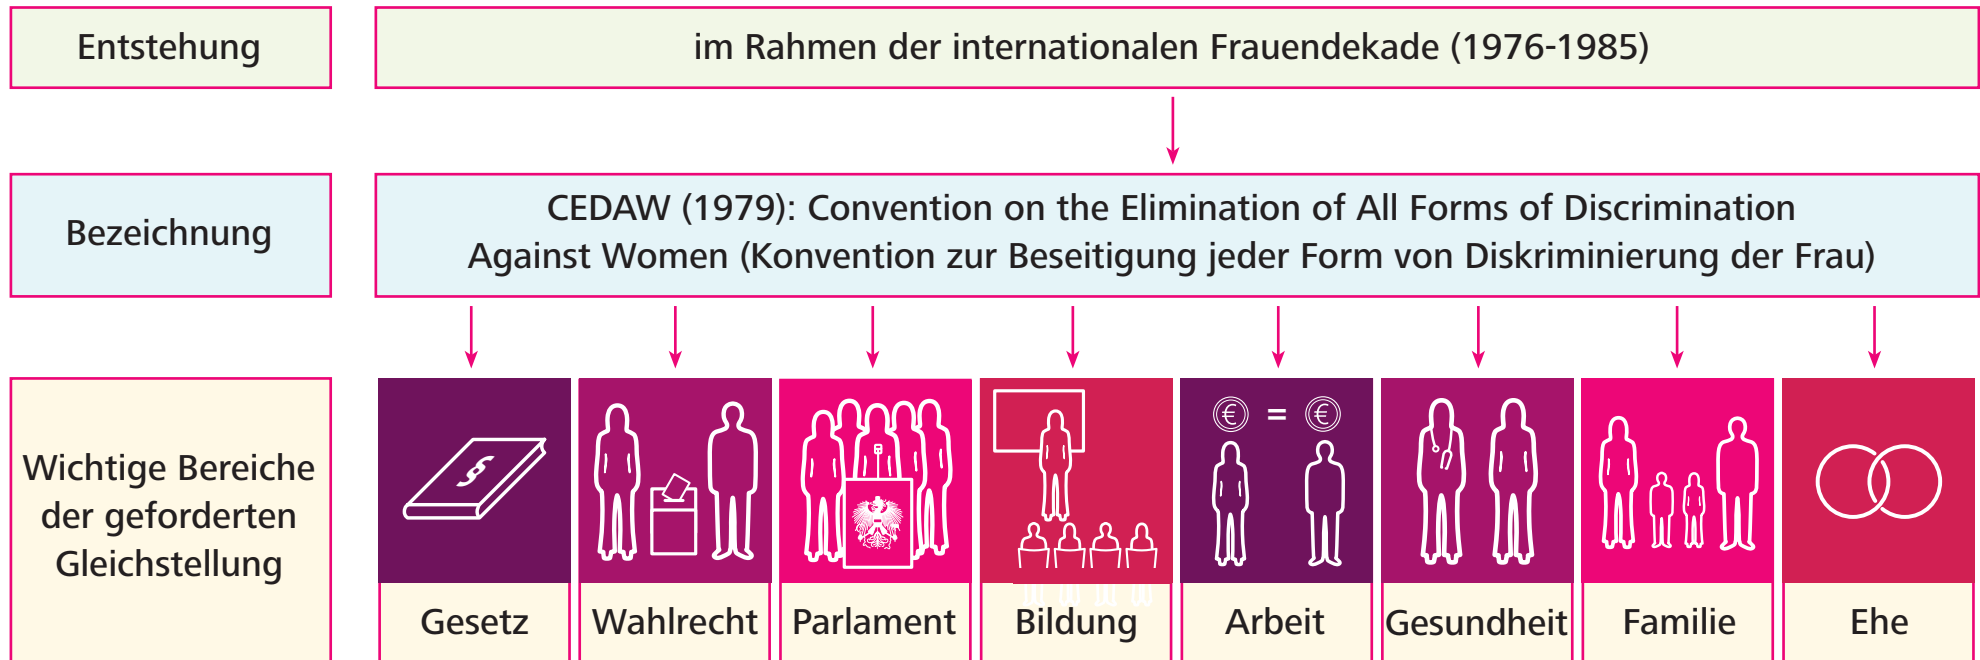 Entstehung
im Rahmen der internationalen Frauendekade (1976-1985)
Bezeichnung
CEDAW (1979): Convention on the Elimination of All Forms of Discrimination
Against Women (Konvention zur Beseitigung jeder Form von Diskriminierung der Frau)
Wichtige Bereiche
der geforderten
Gleichstellung
§
€ = €
Gesetz
Wahlrecht
Parlament
Bildung
Arbeit
Gesundheit
Familie
Ehe